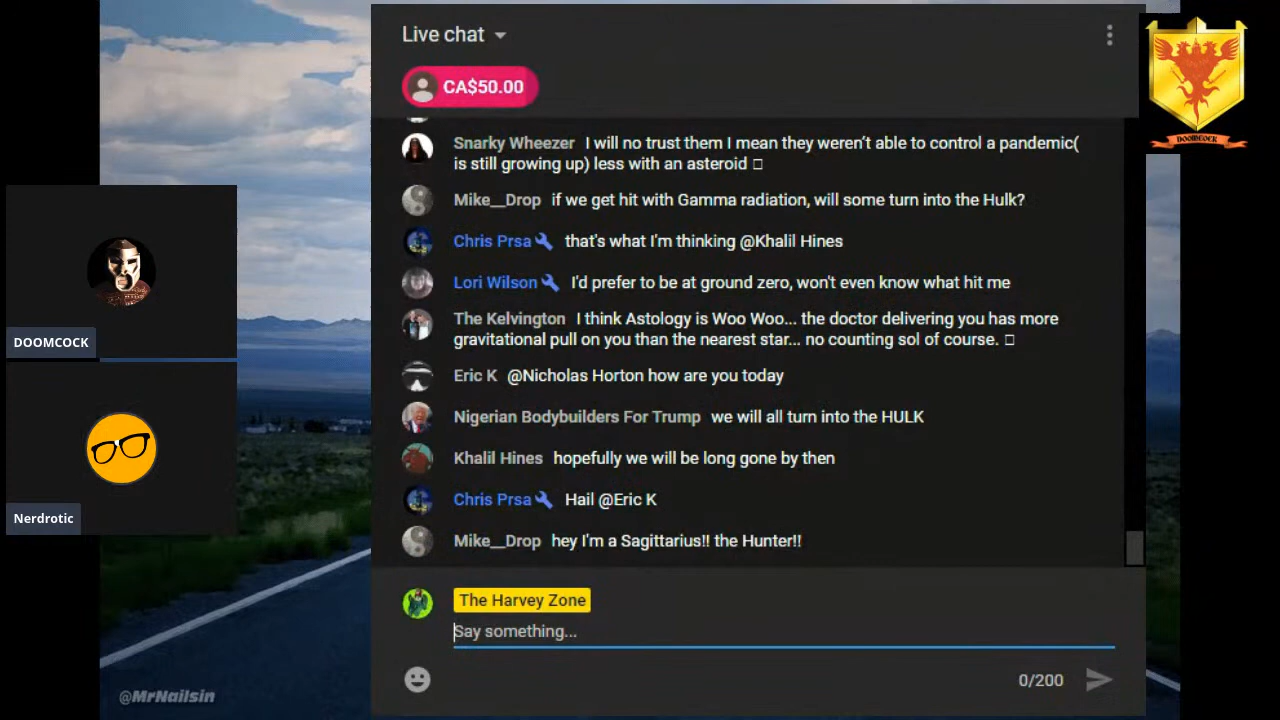 Live chat
CA$50.00
DOOMCOCK
Snarky Wheezer I will no trust them I mean they weren't able to control a pandemic(
is still growing up) less with an asteroid
Mike__Drop if we get hit with Gamma radiation, will some turn into the Hulk?
Chris Prsa that's what I'm thinking @Khalil Hines
Lori Wilson I'd prefer to be at ground zero, won't even know what hit me
The Kelvington I think Astology is Woo Woo... the doctor delivering you has more
gravitational pull on you than the nearest star... no counting sol of course.
DOOMCOCK
Eric K @Nicholas Horton how are you today
Nigerian Bodybuilders For Trump we will all turn into the HULK
Khalil Hines hopefully we will be long gone by then
Chris Prsa Hail @Eric K
Nerdrotic
Mike__Drop hey I'm a Sagittarius!! the Hunter!!
The Harvey Zone
Say something...
0/200
@MrNailsin